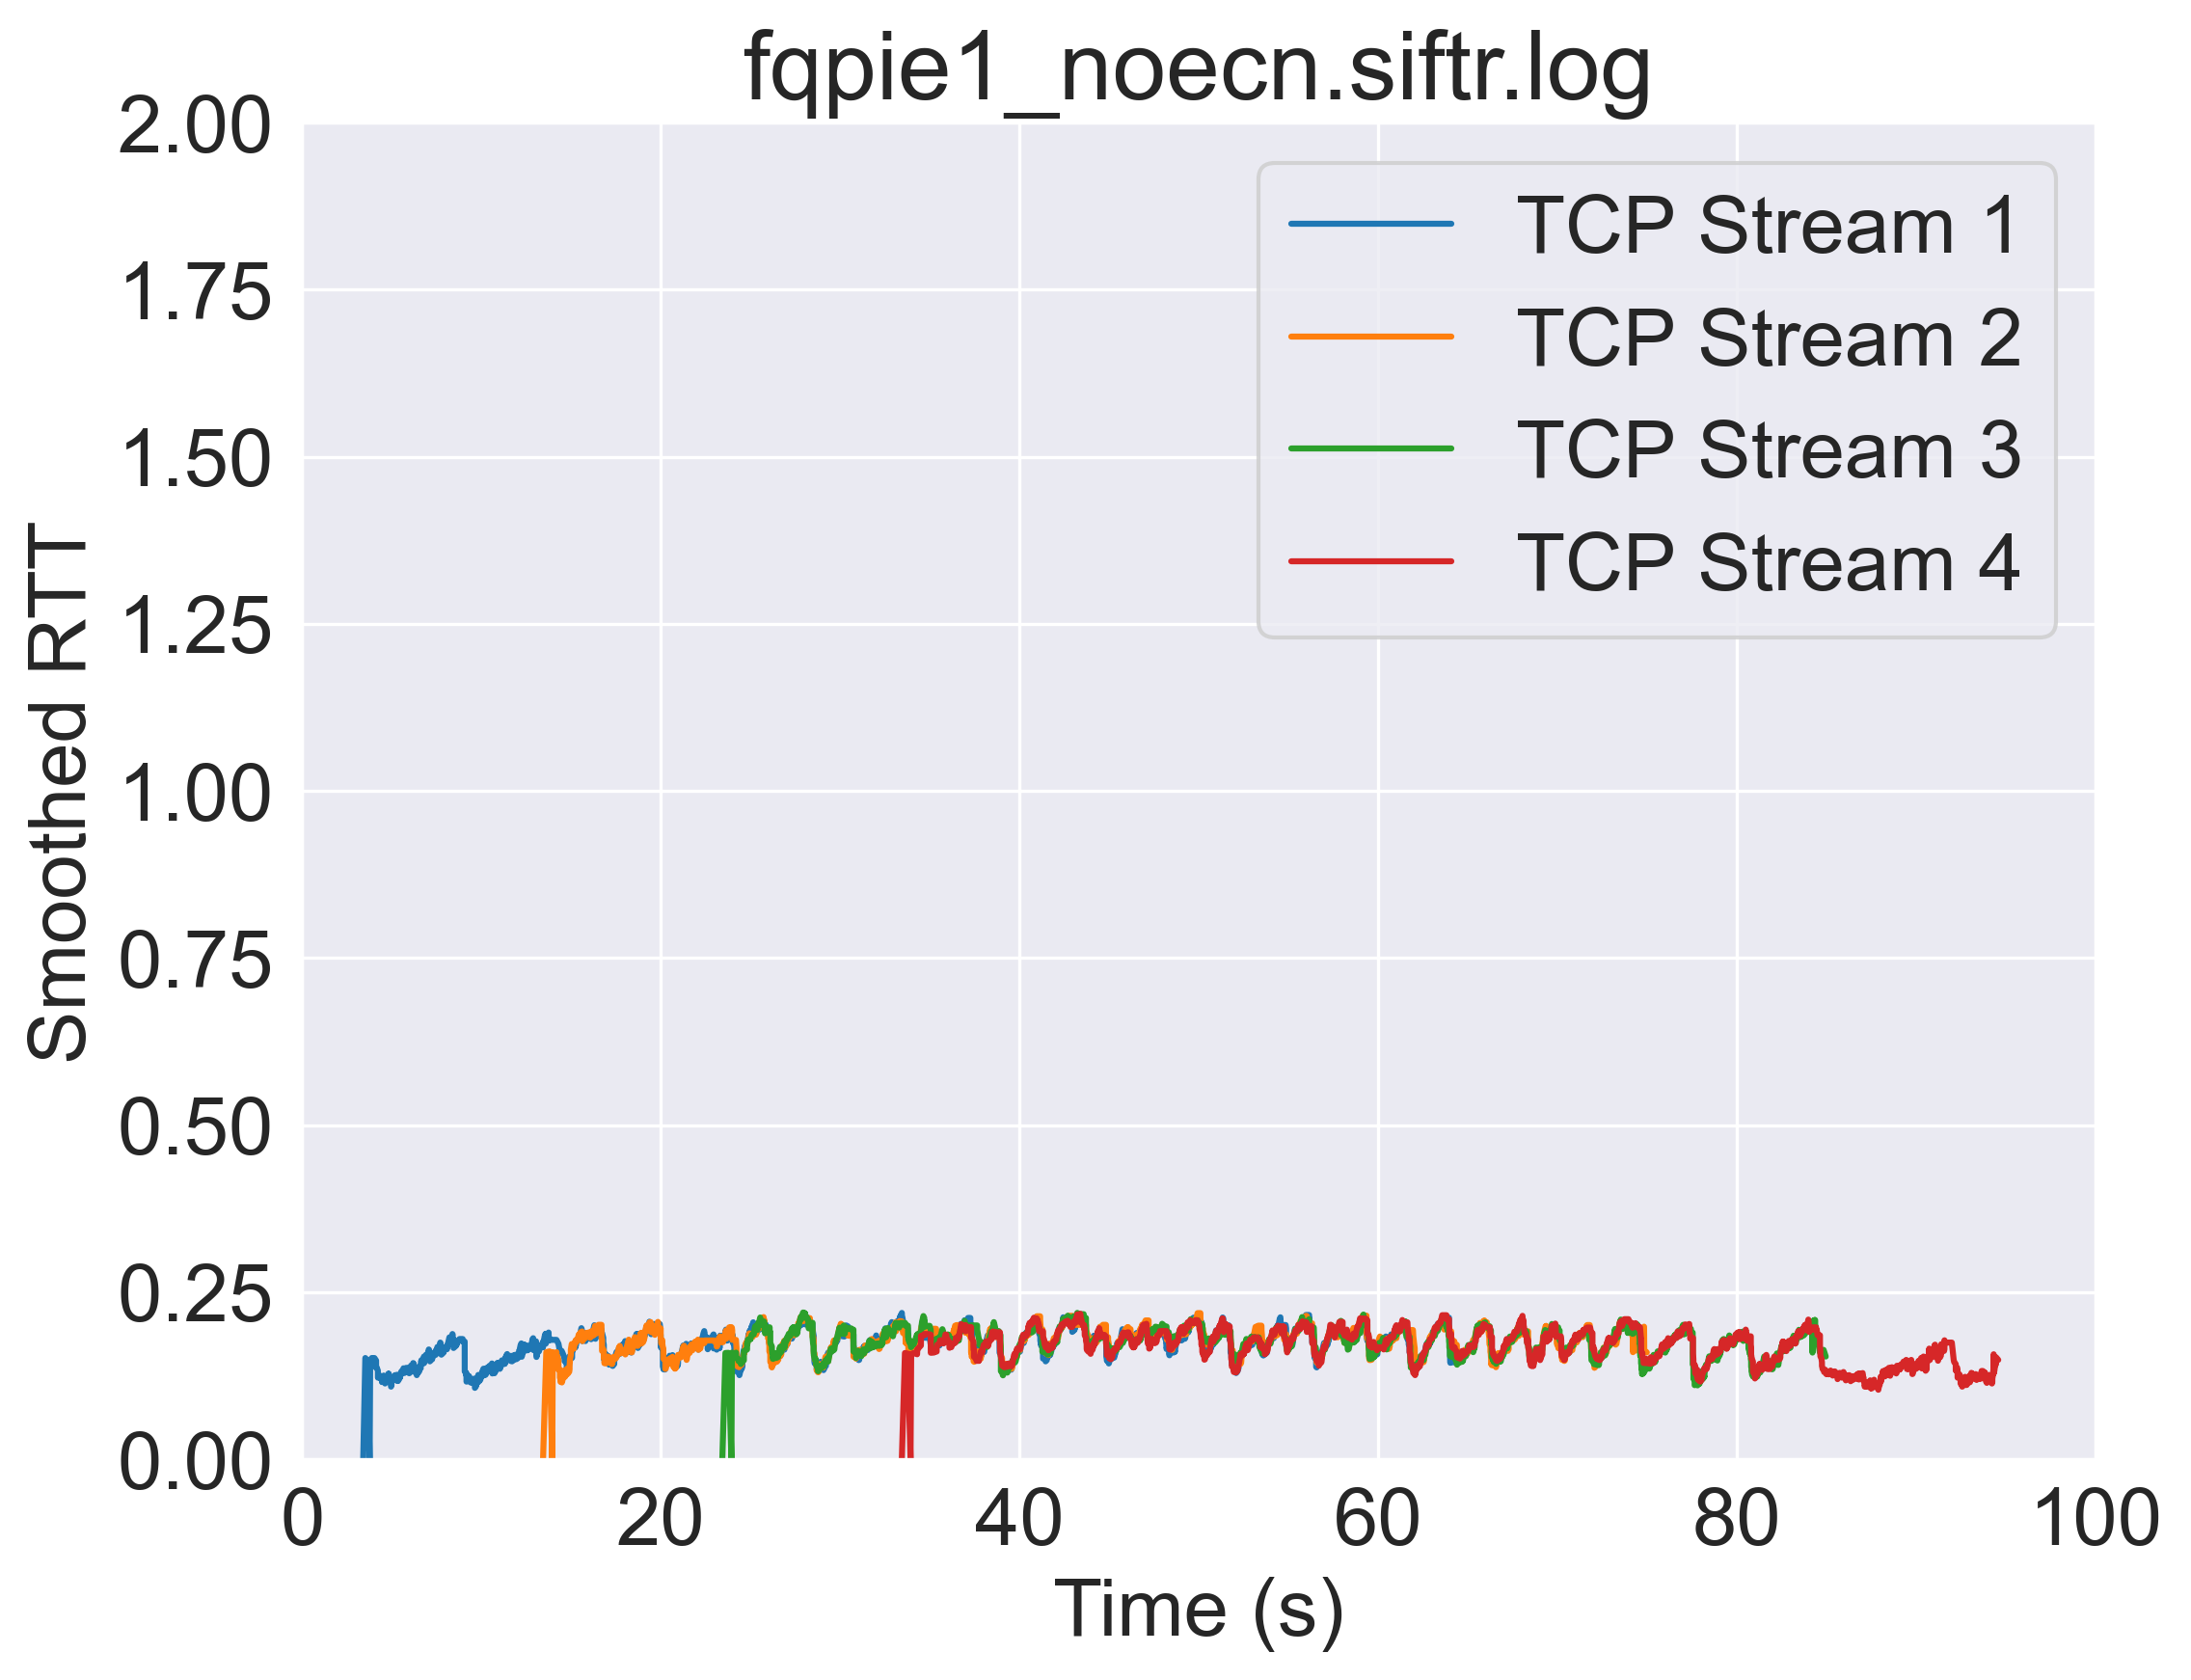 fqpie1_noecn.siftr.log
2.00
1.75
1.50
1.25
1.00
0.75
0.50
0.25
0.00
Smoothed RTT
TCP Stream 1
TCP Stream 2
TCP Stream 3
TCP Stream 4
0 20 40 60 80 100
Time (s)